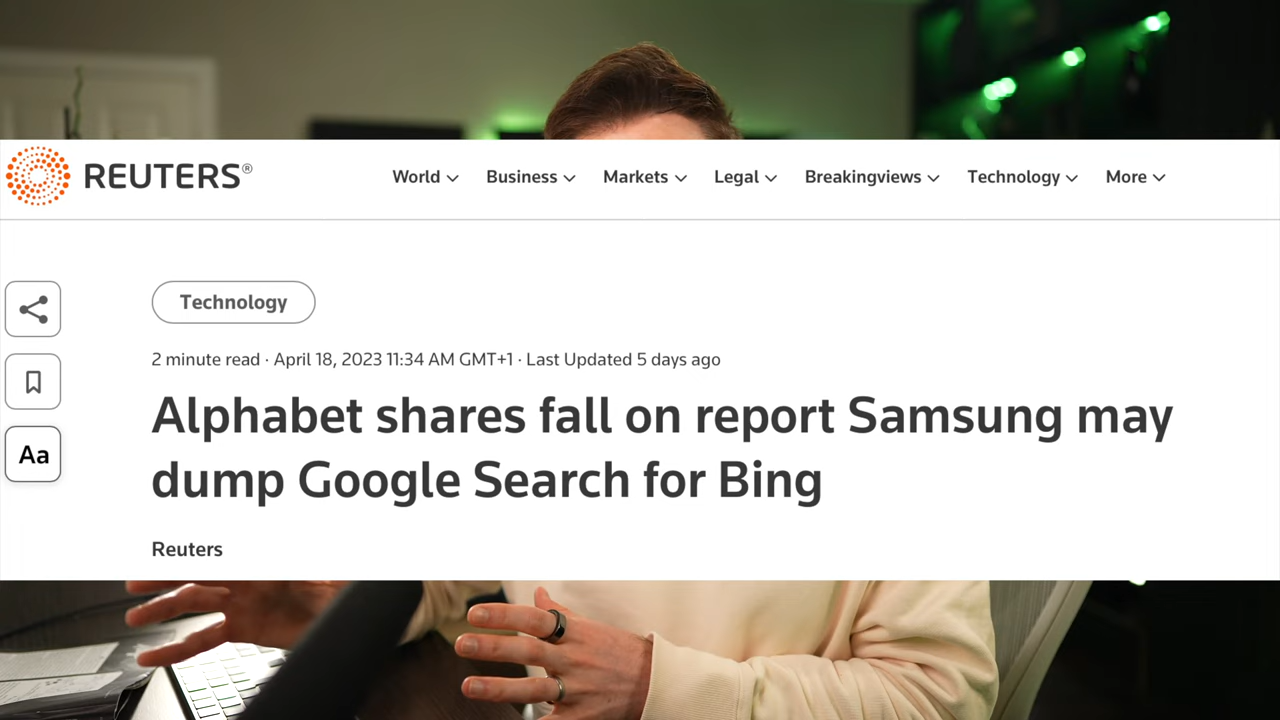 REUTERS®
World Business Markets Legal Breakingviews Technology More
Technology
2 minute read · April 18, 2023 11:34 AM GMT+1 · Last Updated 5 days ago
Aa
Alphabet shares fall on report Samsung may
dump Google Search for Bing
Reuters